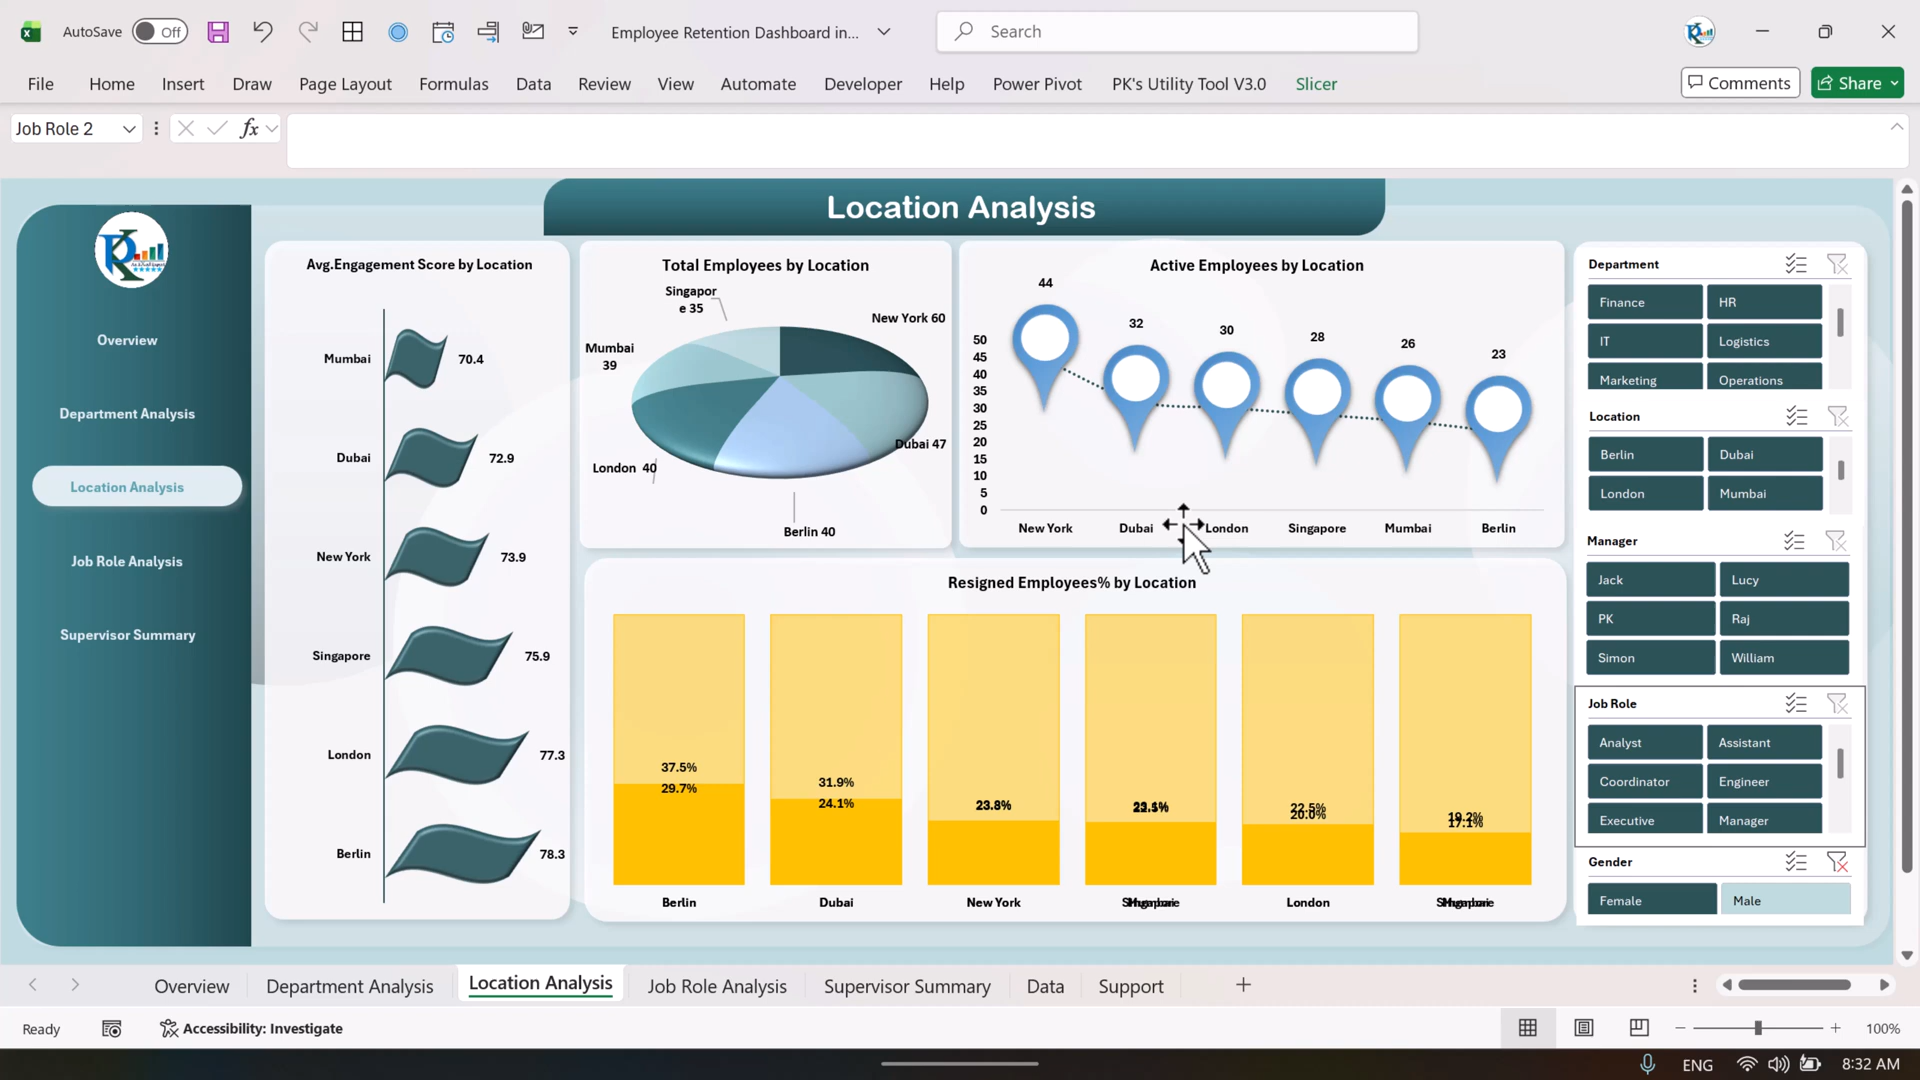 AutoSave Off Employee Retention Dashboard in... Search
File Home Insert Draw Page Layout Formulas Data Review View Automate Developer Help Power Pivot PK's Utility Tool V3.0 Slicer Comments Share
Job Role 2 fx
Location Analysis
Overview
Department Analysis
Location Analysis
Job Role Analysis
Supervisor Summary
Avg.Engagement Score by Location
Mumbai 70.4
Dubai 72.9
New York 73.9
Singapore 75.9
London 77.3
Berlin 78.3
Total Employees by Location
Singapor
e 35
New York 60
Mumbai
39
Dubai 47
London 40
Berlin 40
Active Employees by Location
44
32
30
28
26
23
50
45
40
35
30
25
20
15
10
5
0
New York Dubai London Singapore Mumbai Berlin
Resigned Employees% by Location
37.5%
29.7%
31.9%
24.1%
22.5%
20.0%
19.2%
17.1%
Berlin Dubai New York London
Department
Finance HR
IT Logistics
Marketing Operations
Location
Berlin Dubai
London Mumbai
Manager
Jack Lucy
PK Raj
Simon William
Job Role
Analyst Assistant
Coordinator Engineer
Executive Manager
Gender
Female Male
Overview Department Analysis Location Analysis Job Role Analysis Supervisor Summary Data Support
Ready Accessibility: Investigate 100%
ENG 8:32 AM